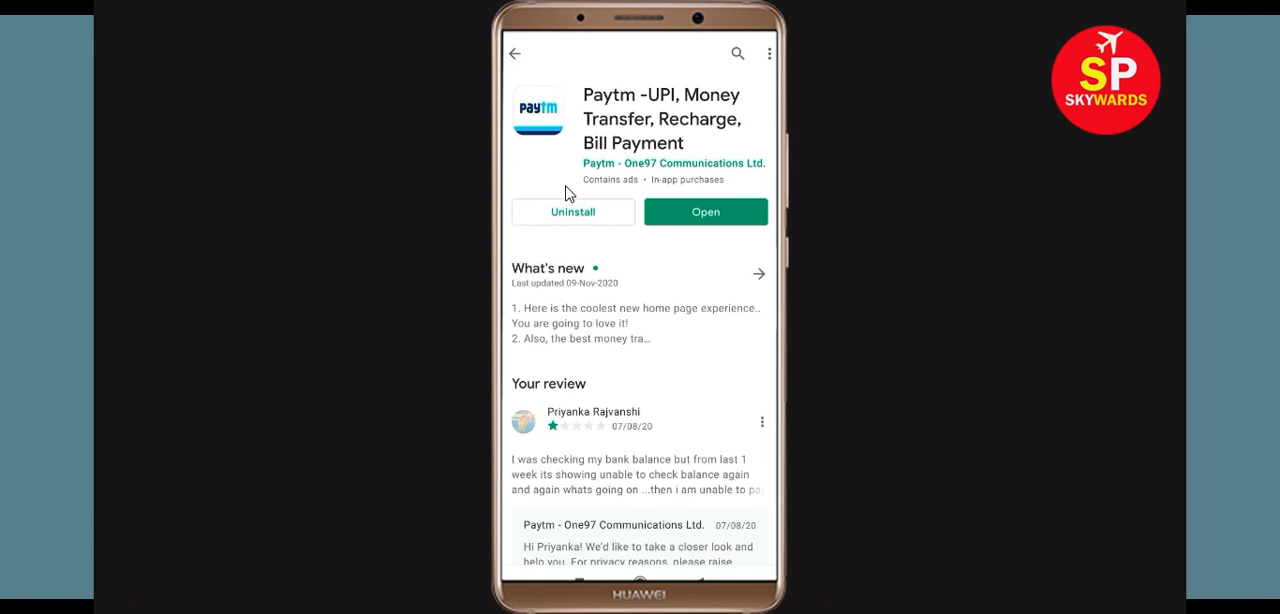 SP
SKYWARDS
paytm
Paytm -UPI, Money
Transfer, Recharge,
Bill Payment
Paytm - One97 Communications Ltd.
Contains ads • In-app purchases
Uninstall
Open
What's new •
Last updated 09-Nov-2020
1. Here is the coolest new home page experience..
You are going to love it!
2. Also, the best money tra…
Your review
Priyanka Rajvanshi
07/08/20
I was checking my bank balance but from last 1
week its showing unable to check balance again
and again whats going on ...then i am unable to pa
Paytm - One97 Communications Ltd. 07/08/20
Hi Priyanka! We'd like to take a closer look and
help you. For privacy reasons, please raise
HUAWEI